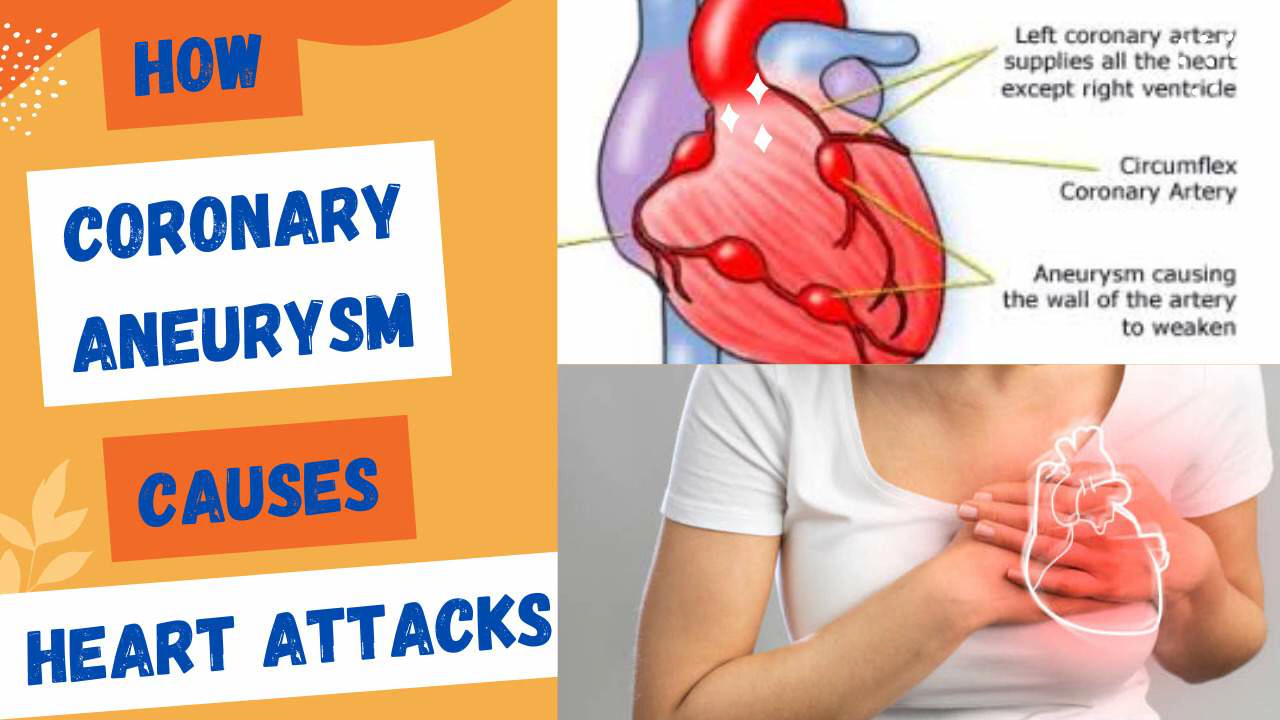 HOW
CORONARY
ANEURYSM
CAUSES
HEART ATTACKS
Left coronary artery
supplies all the heart
except right ventricle
Circumflex
Coronary Artery
Aneurysm causing
the wall of the artery
to weaken